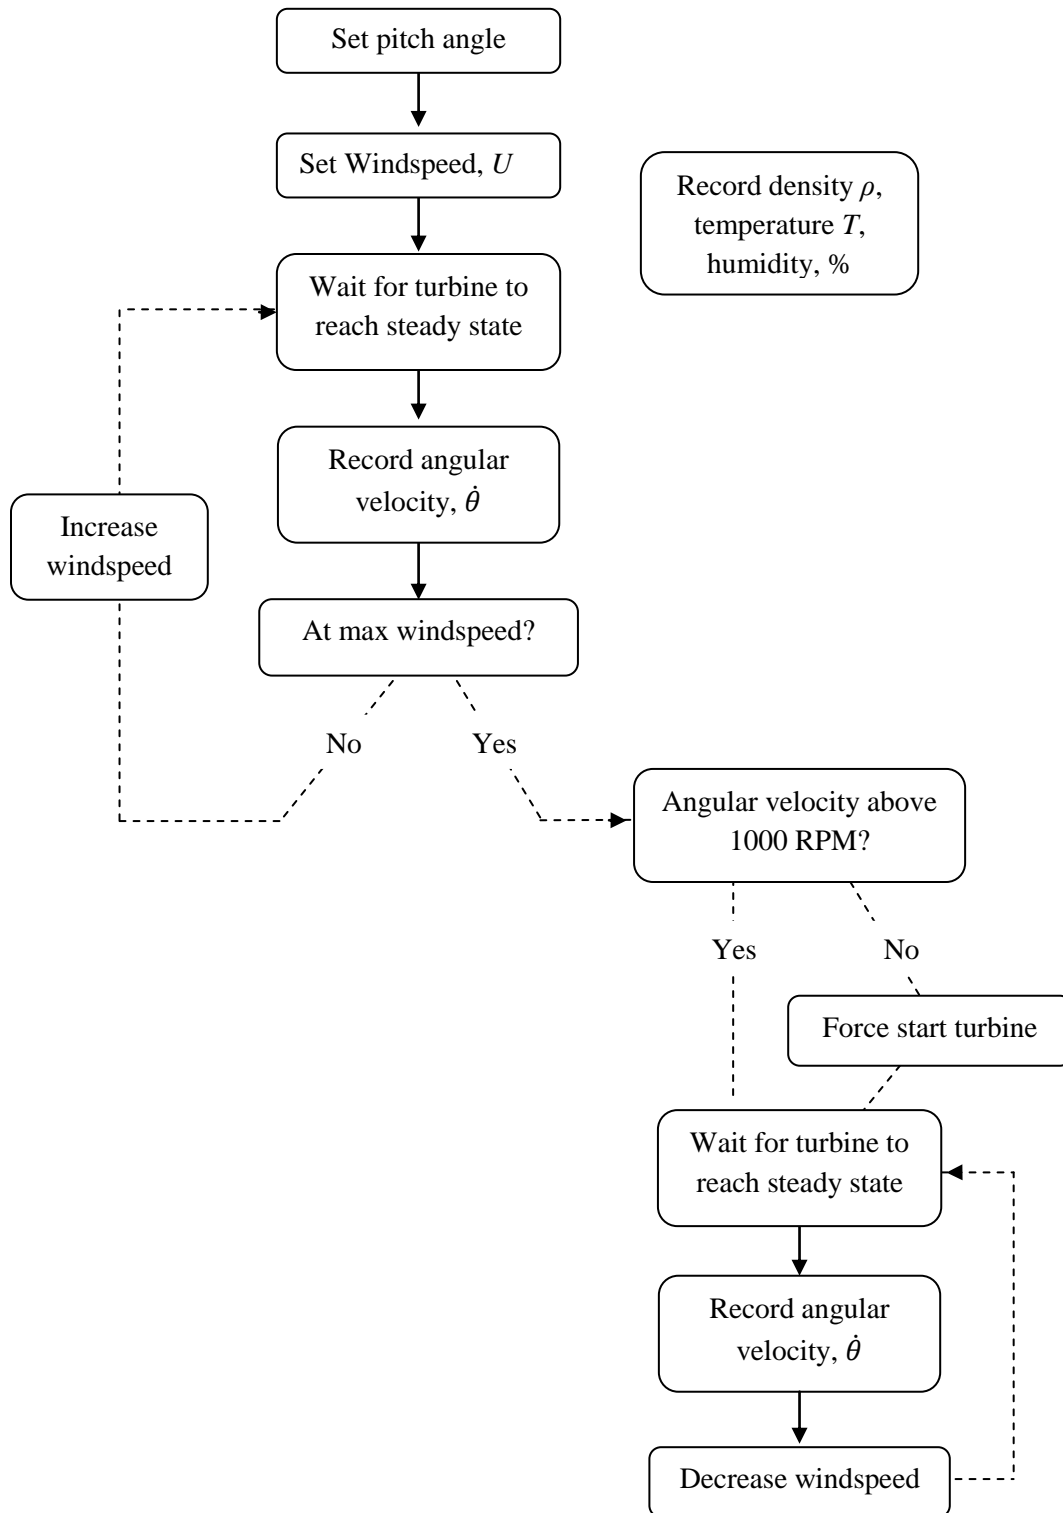 Set pitch angle
Set Windspeed, U
Record density ρ,
temperature T,
humidity, %
Wait for turbine to
reach steady state
Record angular
velocity, θ̇
Increase
windspeed
At max windspeed?
No
Yes
Angular velocity above
1000 RPM?
Yes
No
Force start turbine
Wait for turbine to
reach steady state
Record angular
velocity, θ̇
Decrease windspeed